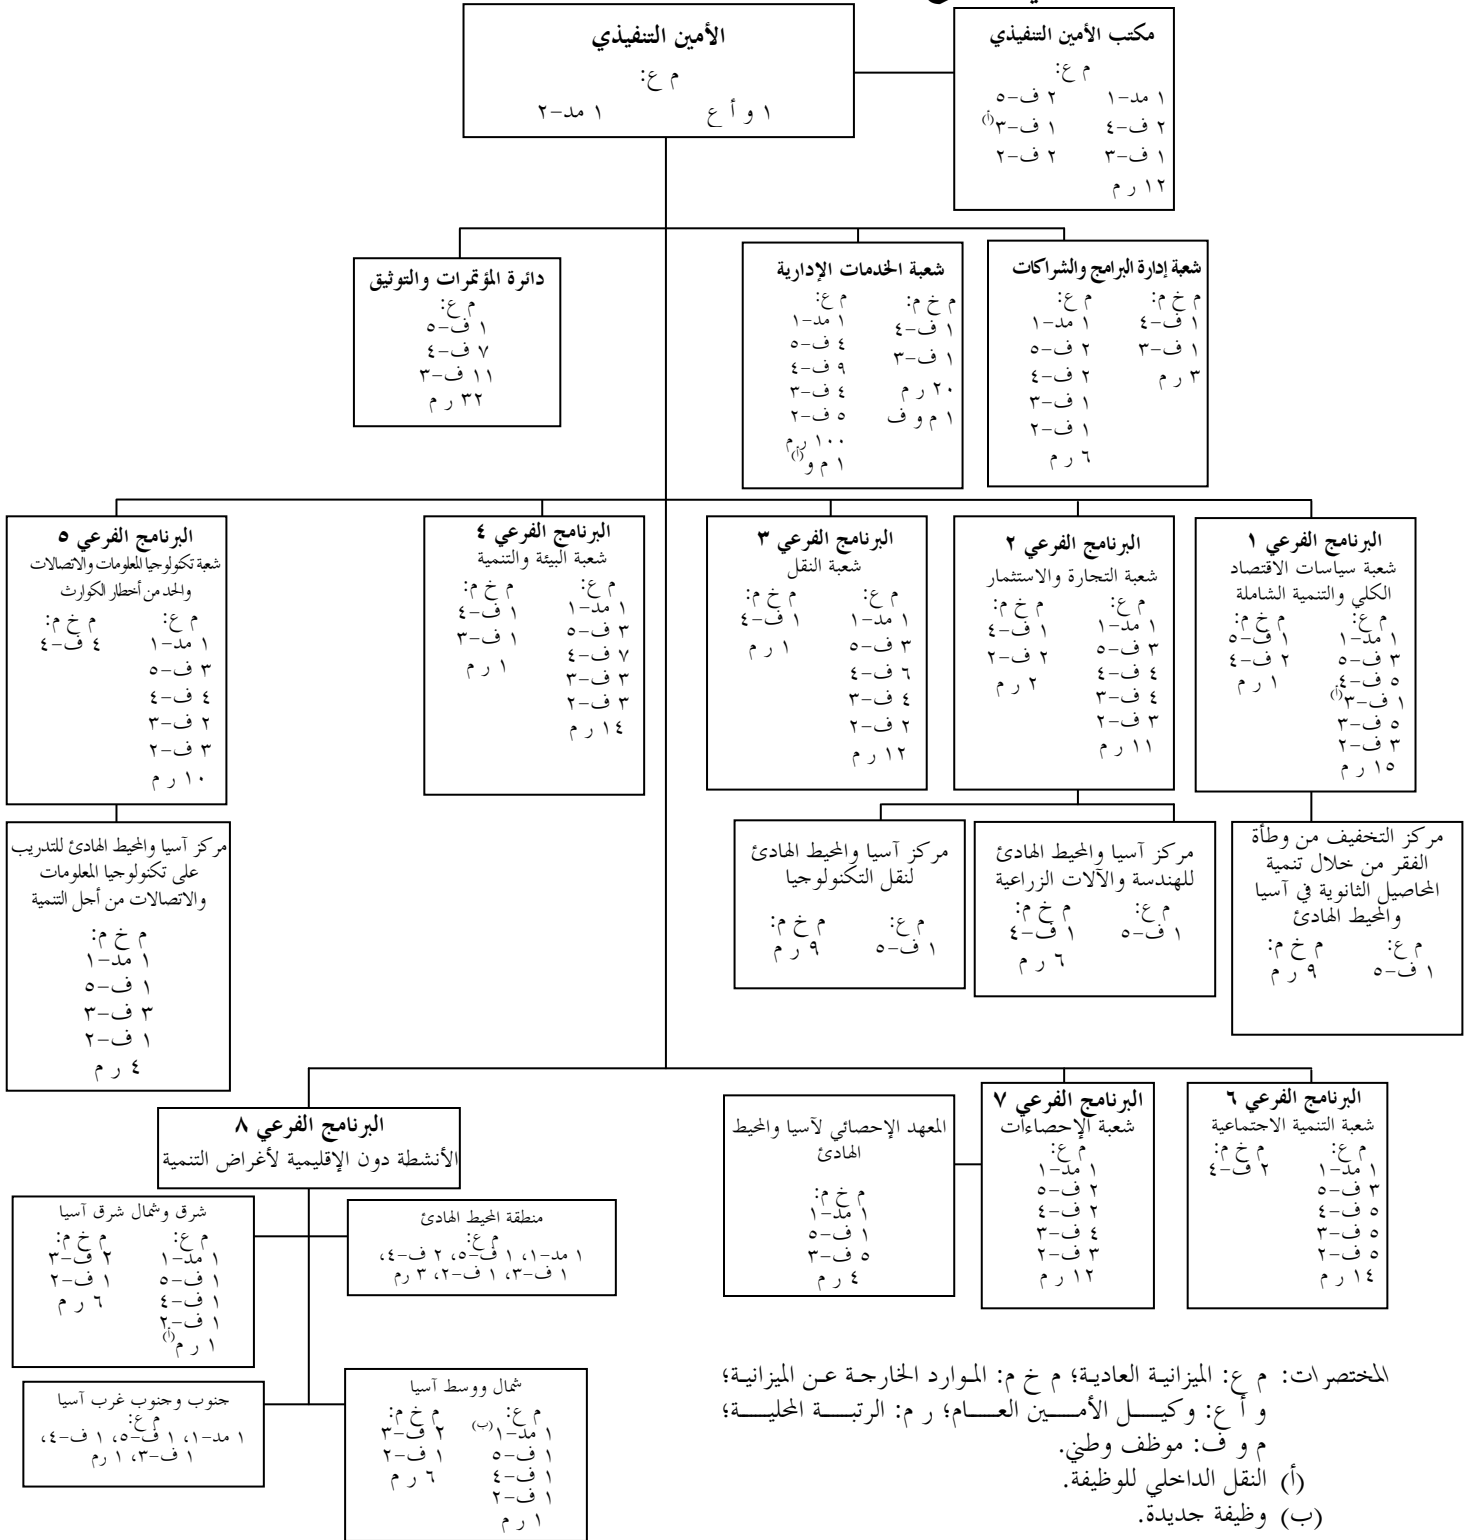 الأمين التنفيذي
م ع:
١ و أ ع ١ مد-٢
مكتب الأمين التنفيذي
م ع:
١ مد-١ ٢ ف-٥
٢ ف-٤ ١ ف-٣(أ)
١ ف-٣ ٢ ف-٢
١٢ ر م
شعبة إدارة البرامج والشراكات
م خ م: م ع:
١ ف-٤ ١ مد-١
١ ف-٣ ٢ ف-٥
٣ ر م ٢ ف-٤
١ ف-٣
١ ف-٢
٦ ر م
شعبة الخدمات الإدارية
م خ م: م ع:
١ ف-٤ ١ مد-١
١ ف-٣ ٤ ف-٥
٢٠ ر م ٩ ف-٤
١ م و ف ٤ ف-٣
٥ ف-٢
١٠٠ ر م
١ م و(أ)
دائرة المؤتمرات والتوثيق
م ع:
١ ف-٥
٧ ف-٤
١١ ف-٣
٣٢ ر م
البرنامج الفرعي ١
شعبة سياسات الاقتصاد
الكلي والتنمية الشاملة
م ع: م خ م:
١ مد-١ ١ ف-٥
٣ ف-٥ ٢ ف-٤
٥ ف-٤ ١ ر م
١ ف-٣(أ)
٥ ف-٣
٣ ف-٢
١٥ ر م
البرنامج الفرعي ٢
شعبة التجارة والاستثمار
م ع: م خ م:
١ مد-١ ١ ف-٤
٣ ف-٥ ٢ ف-٢
٤ ف-٤ ٢ ر م
٤ ف-٣
٣ ف-٢
١١ ر م
البرنامج الفرعي ٣
شعبة النقل
م ع: م خ م:
١ مد-١ ١ ف-٤
٣ ف-٥ ١ ر م
٦ ف-٤
٤ ف-٣
٢ ف-٢
١٢ ر م
البرنامج الفرعي ٤
شعبة البيئة والتنمية
م ع: م خ م:
١ مد-١ ١ ف-٤
٣ ف-٥ ١ ف-٣
٧ ف-٤ ١ ر م
٣ ف-٣
٣ ف-٢
١٤ ر م
البرنامج الفرعي ٥
شعبة تكنولوجيا المعلومات والاتصالات
والحد من أخطار الكوارث
م ع: م خ م:
١ مد-١ ٤ ف-٤
٣ ف-٥
٤ ف-٤
٢ ف-٣
٣ ف-٢
١٠ ر م
مركز التخفيف من وطأة
الفقر من خلال تنمية
المحاصيل الثانوية في آسيا
والمحيط الهادئ
م ع: م خ م:
١ ف-٥ ٩ ر م
مركز آسيا والمحيط الهادئ
للهندسة والآلات الزراعية
م ع: م خ م:
١ ف-٥ ١ ف-٤
٦ ر م
مركز آسيا والمحيط الهادئ
لنقل التكنولوجيا
م ع: م خ م:
١ ف-٥ ٩ ر م
مركز آسيا والمحيط الهادئ للتدريب
على تكنولوجيا المعلومات
والاتصالات من أجل التنمية
م خ م:
١ مد-١
١ ف-٥
٣ ف-٣
١ ف-٢
٤ ر م
البرنامج الفرعي ٦
شعبة التنمية الاجتماعية
م ع: م خ م:
١ مد-١ ٢ ف-٤
٣ ف-٥
٥ ف-٤
٥ ف-٣
٥ ف-٢
١٤ ر م
البرنامج الفرعي ٧
شعبة الإحصاءات
م ع:
١ مد-١
٢ ف-٥
٢ ف-٤
٤ ف-٣
٣ ف-٢
١٢ ر م
المعهد الإحصائي لآسيا والمحيط
الهادئ
م خ م:
١ مد-١
١ ف-٥
٥ ف-٣
٤ ر م
البرنامج الفرعي ٨
الأنشطة دون الإقليمية لأغراض التنمية
منطقة المحيط الهادئ
م ع:
١ مد-١، ١ ف-٥، ٢ ف-٤،
١ ف-٣، ١ ف-٢، ٣ رم
شرق وشمال شرق آسيا
م ع: م خ م:
١ مد-١ ٢ ف-٣
١ ف-٥ ١ ف-٢
١ ف-٤ ٦ ر م
١ ف-٢
١ ر م(أ)
شمال ووسط آسيا
م ع: م خ م:
١ مد-١(ب) ٢ ف-٣
١ ف-٥ ١ ف-٢
١ ف-٤ ٦ ر م
١ ف-٢
١ ر م
جنوب وجنوب غرب آسيا
م ع:
١ مد-١، ١ ف-٥، ١ ف-٤،
١ ف-٣، ١ رم
المختصرات: م ع: الميزانية العادية؛ م خ م: الموارد الخارجة عن الميزانية؛
و أ ع: وكيل الأمين العام؛ ر م: الرتبة المحلية؛
م و ف: موظف وطني.
(أ) النقل الداخلي للوظيفة.
(ب) وظيفة جديدة.